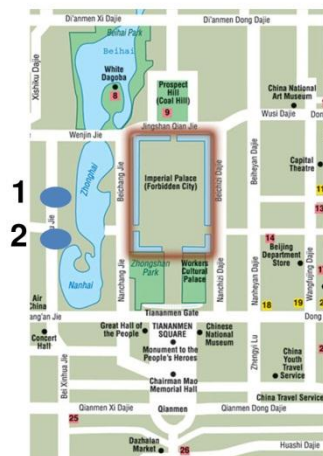 Di'anmen Xi Dajie
Di'anmen Dong Dajie
Beihai Park
Beihai
Xishiku Dajie
White
Dagoba
8
Prospect
Hill
(Coal Hill)
9
China National
Art Museum
Wusi Dajie
Jingshan Qian Jie
Wenjin Jie
Imperial Palace
(Forbidden City)
Beichang Jie
Beichizi Dajie
Beiheyan Dajie
Capital
Theatre
11
13
1
Zhonghai
2
14
Beijing
Department
Store
Nanhai
Nanchang Jie
Zhongshan
Park
Workers
Cultural
Palace
Nanchizi Dajie
Nanheyan Dajie
Wangfujing Dajie
18
19
Air
China
Tiananmen Gate
Concert
Hall
Great Hall of
the People
TIANANMEN
SQUARE
Monument to the
People's Heroes
Chinese
National
Museum
Chairman Mao
Memorial Hall
Bei Xinhua Jie
Zhengyi Lu
China
Youth
Travel
Service
China Travel Service
Qianmen Xi Dajie
Qianmen
Qianmen Dong Dajie
25
Dazhalan
Market
26
Huashi Dajie